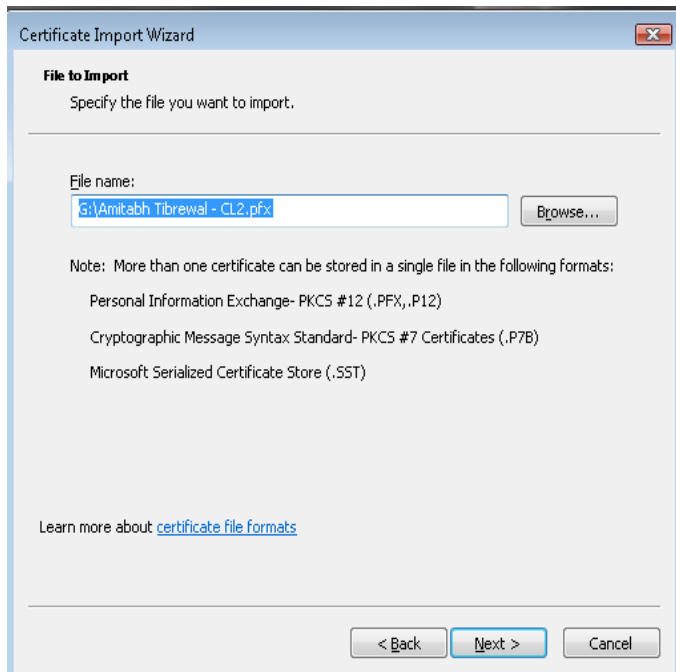 Certificate Import Wizard
File to Import
Specify the file you want to import.
File name:
G:\Amitabh Tibrewal - CL2.pfx
Browse...
Note: More than one certificate can be stored in a single file in the following formats:
Personal Information Exchange- PKCS #12 (.PFX,.P12)
Cryptographic Message Syntax Standard- PKCS #7 Certificates (.P7B)
Microsoft Serialized Certificate Store (.SST)
Learn more about certificate file formats
< Back
Next >
Cancel